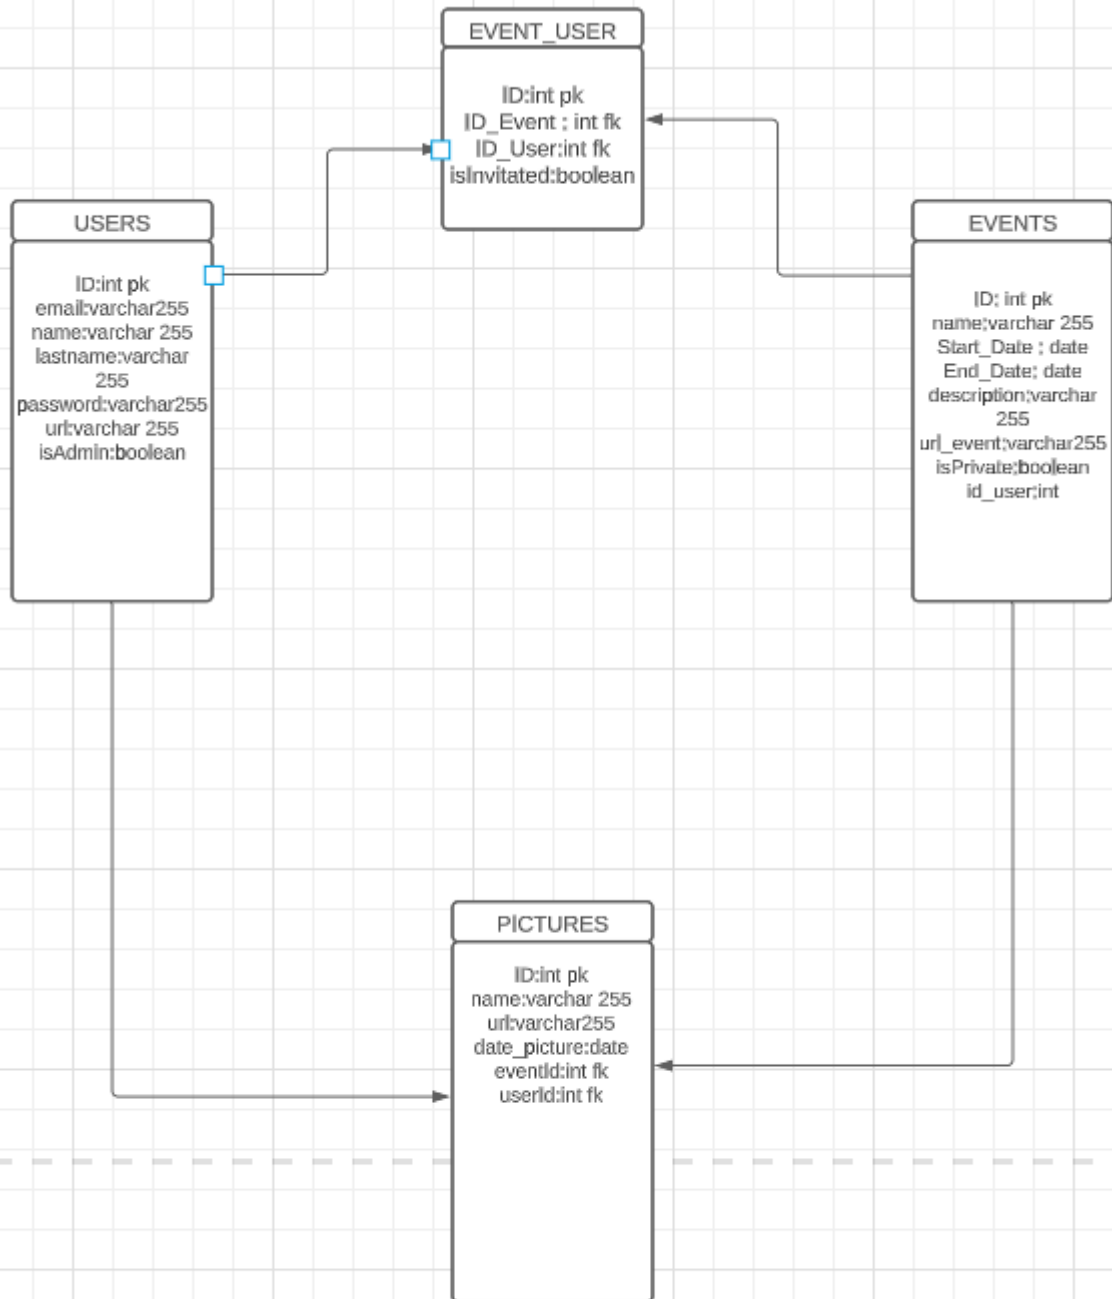 EVENT_USER
ID:int pk
ID_Event ; int fk
ID_User:int fk
isInvitated:boolean
USERS
ID:int pk
email:varchar255
name:varchar 255
lastname:varchar
255
password:varchar255
url:varchar 255
isAdmin:boolean
EVENTS
ID; int pk
name;varchar 255
Start_Date ; date
End_Date; date
description;varchar
255
url_event;varchar255
isPrivate;boolean
id_user;int
PICTURES
ID:int pk
name:varchar 255
url:varchar255
date_picture:date
eventId:int fk
userId:int fk